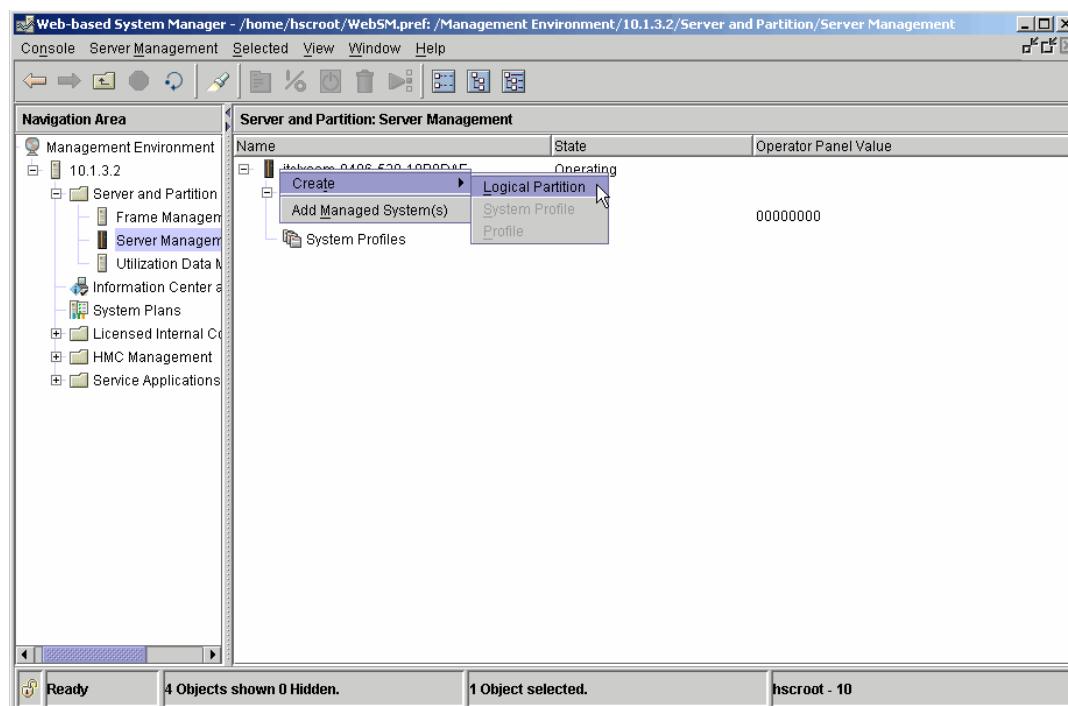 Web-based System Manager - /home/hscroot/WebSM.pref: /Management Environment/10.1.3.2/Server and Partition/Server Management
Console Server Management Selected View Window Help
Navigation Area
Server and Partition: Server Management
Name State Operator Panel Value
Management Environment
10.1.3.2
Server and Partition
Frame Managem
Server Managem
Utilization Data M
Information Center a
System Plans
Licensed Internal Co
HMC Management
Service Applications
Operating
Create
Add Managed System(s)
Logical Partition
System Profile
Profile
00000000
System Profiles
Ready
4 Objects shown 0 Hidden.
1 Object selected.
hscroot - 10